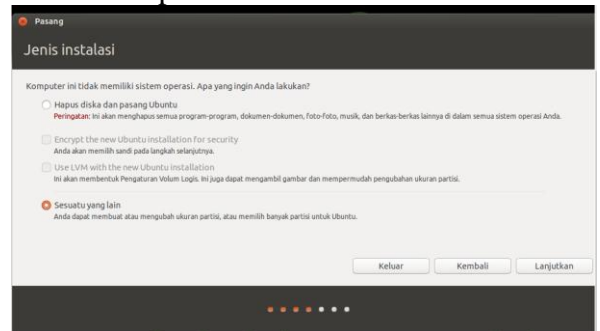 Pasang
Jenis instalasi
Komputer ini tidak memiliki sistem operasi. Apa yang ingin Anda lakukan?
Hapus diska dan pasang Ubuntu
Peringatan: Ini akan menghapus semua program-program, dokumen-dokumen, foto-foto, musik, dan berkas-berkas lainnya di dalam semua sistem operasi Anda.
Encrypt the new Ubuntu installation for security
Anda akan memilih sandi pada langkah selanjutnya.
Use LVM with the new Ubuntu installation
Ini akan membentuk Pengaturan Volum Logis. Ini juga dapat mengambil gambar dan mempermudah pengubahan ukuran partisi.
Sesuatu yang lain
Anda dapat membuat atau mengubah ukuran partisi, atau memilih banyak partisi untuk Ubuntu.
Keluar Kembali Lanjutkan